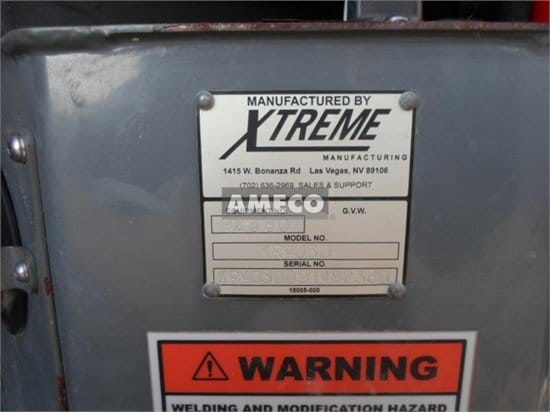 MANUFACTURED BY
XTREME
MANUFACTURING
1415 W. Bonanza Rd Las Vegas, NV 89106
(702) 636-2969 SALES & SUPPORT
AMECO
®
G.V.W.
MODEL NO.
SERIAL NO.
15005-000
WARNING
WELDING AND MODIFICATION HAZARD